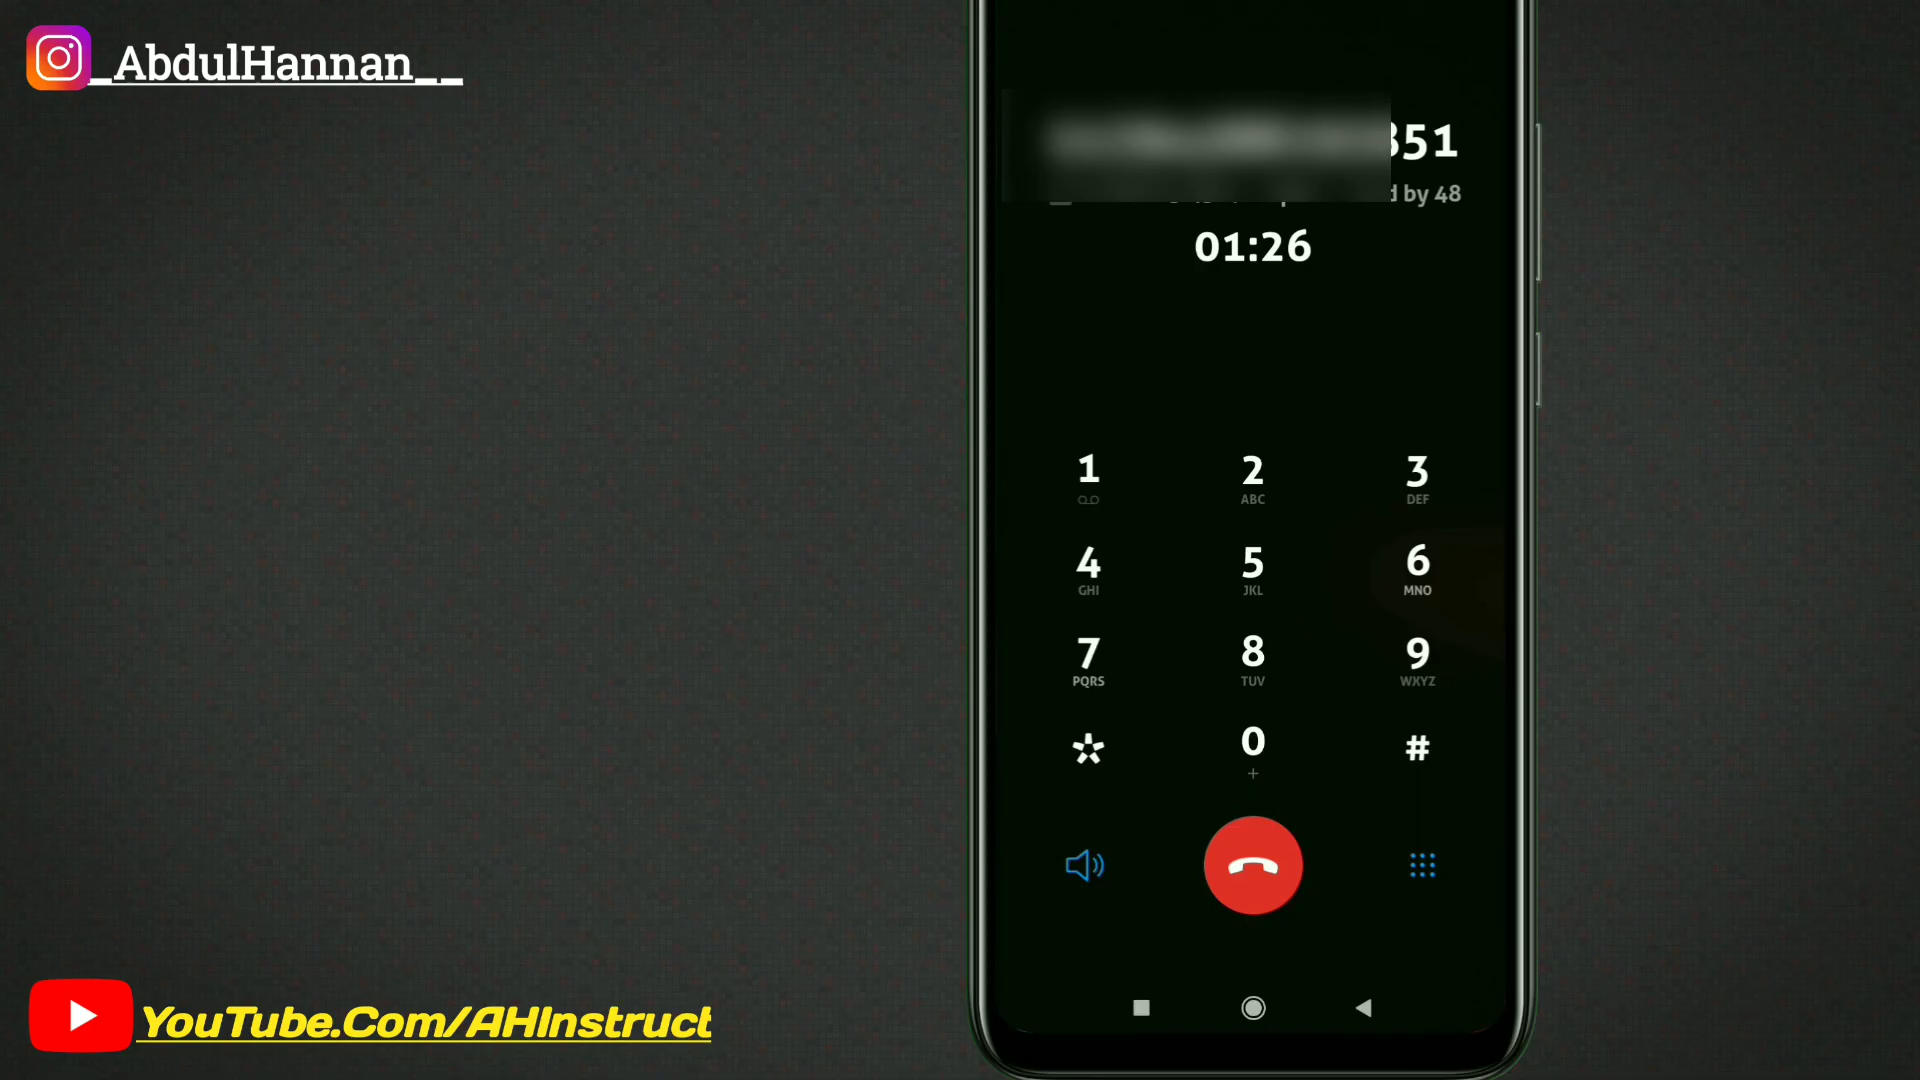 _AbdulHannan__
351
d by 48
01:26
1 2 3
ABC DEF
4 5 6
GHI JKL MNO
7 8 9
PQRS TUV WXYZ
* 0 #
+
YouTube.Com/AHInstruct